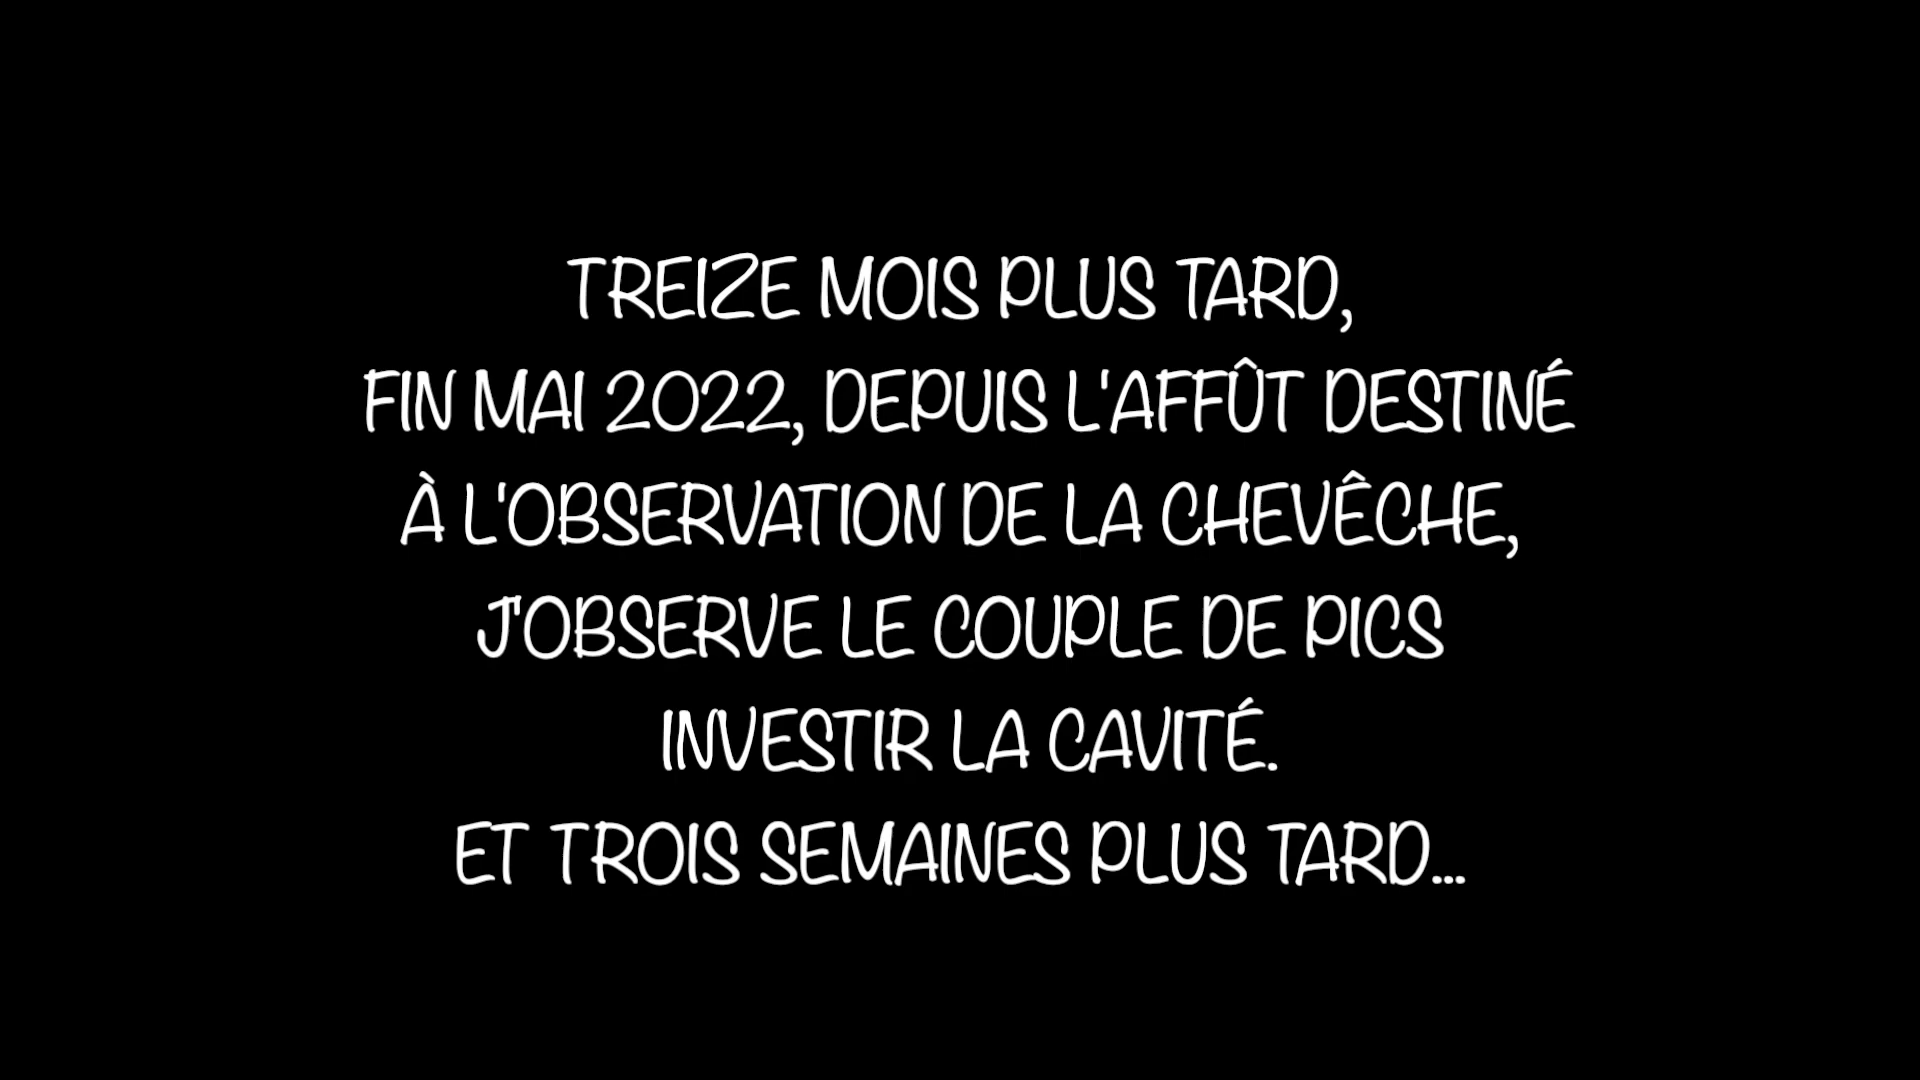 TREIZE MOIS PLUS TARD,
FIN MAI 2022, DEPUIS L'AFFÛT DESTINÉ
À L'OBSERVATION DE LA CHEVÊCHE,
J'OBSERVE LE COUPLE DE PICS
INVESTIR LA CAVITÉ.
ET TROIS SEMAINES PLUS TARD...